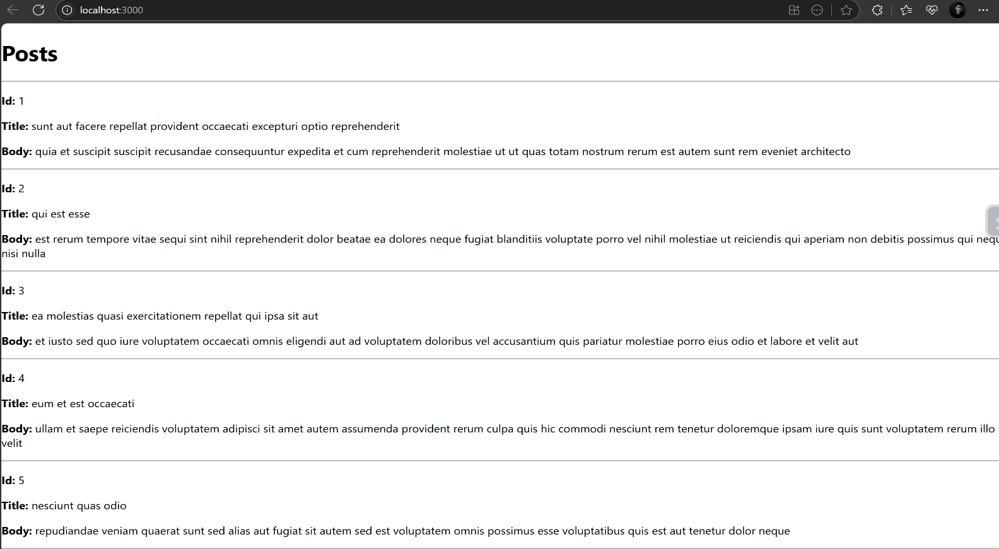 localhost:3000
Posts
Id: 1
Title: sunt aut facere repellat provident occaecati excepturi optio reprehenderit
Body: quia et suscipit suscipit recusandae consequuntur expedita et cum reprehenderit molestiae ut ut quas totam nostrum rerum est autem sunt rem eveniet architecto
Id: 2
Title: qui est esse
Body: est rerum tempore vitae sequi sint nihil reprehenderit dolor beatae ea dolores neque fugiat blanditiis voluptate porro vel nihil molestiae ut reiciendis qui aperiam non debitis possimus qui
nisi nulla
Id: 3
Title: ea molestias quasi exercitationem repellat qui ipsa sit aut
Body: et iusto sed quo iure voluptatem occaecati omnis eligendi aut ad voluptatem doloribus vel accusantium quis pariatur molestiae porro eius odio et labore et velit aut
Id: 4
Title: eum et est occaecati
Body: ullam et saepe reiciendis voluptatem adipisci sit amet autem assumenda provident rerum culpa quis hic commodi nesciunt rem tenetur doloremque ipsam iure quis sunt voluptatem rerum illo
velit
Id: 5
Title: nesciunt quas odio
Body: repudiandae veniam quaerat sunt sed alias aut fugiat sit autem sed est voluptatem omnis possimus esse voluptatibus quis est aut tenetur dolor neque